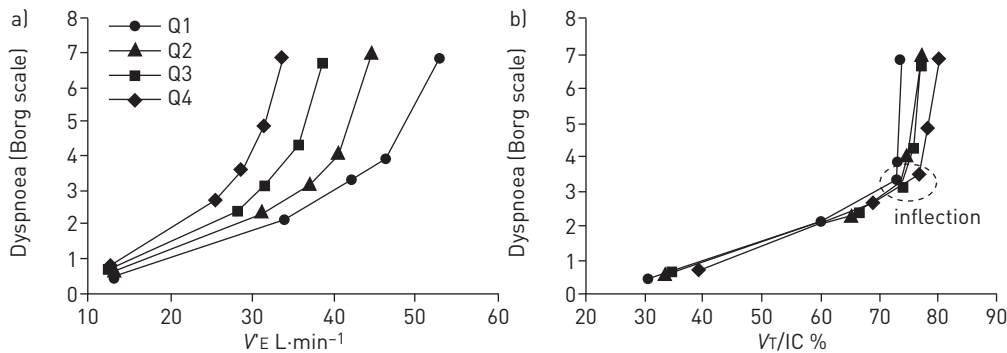 a)
Q1
Q2
Q3
Q4
8
7
6
5
4
3
2
1
0
Dyspnoea (Borg scale)
10 20 30 40 50 60
V'E L·min⁻¹
b)
8
7
6
5
4
3
2
1
0
Dyspnoea (Borg scale)
inflection
20 30 40 50 60 70 80 90
VT/IC %